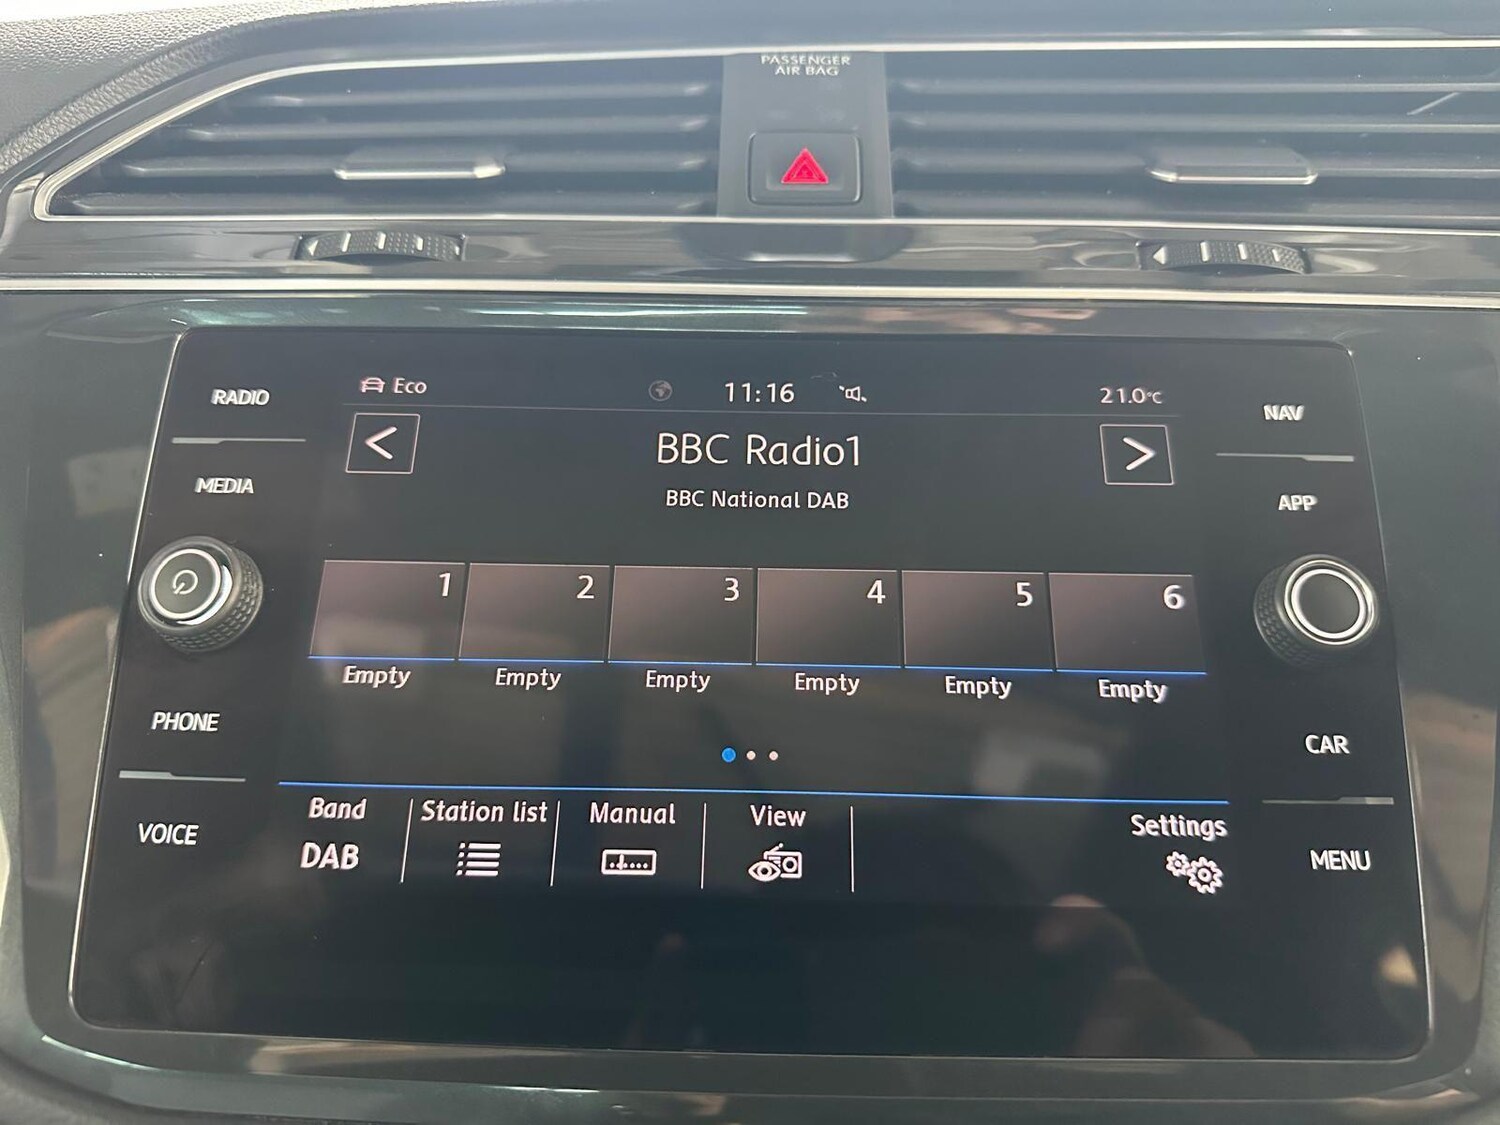 PASSENGER
AIR BAG
RADIO
MEDIA
PHONE
VOICE
Eco
11:16
21.0°C
BBC Radio1
BBC National DAB
1 2 3 4 5 6
Empty Empty Empty Empty Empty Empty
Band Station list Manual View Settings
DAB
NAV
APP
CAR
MENU